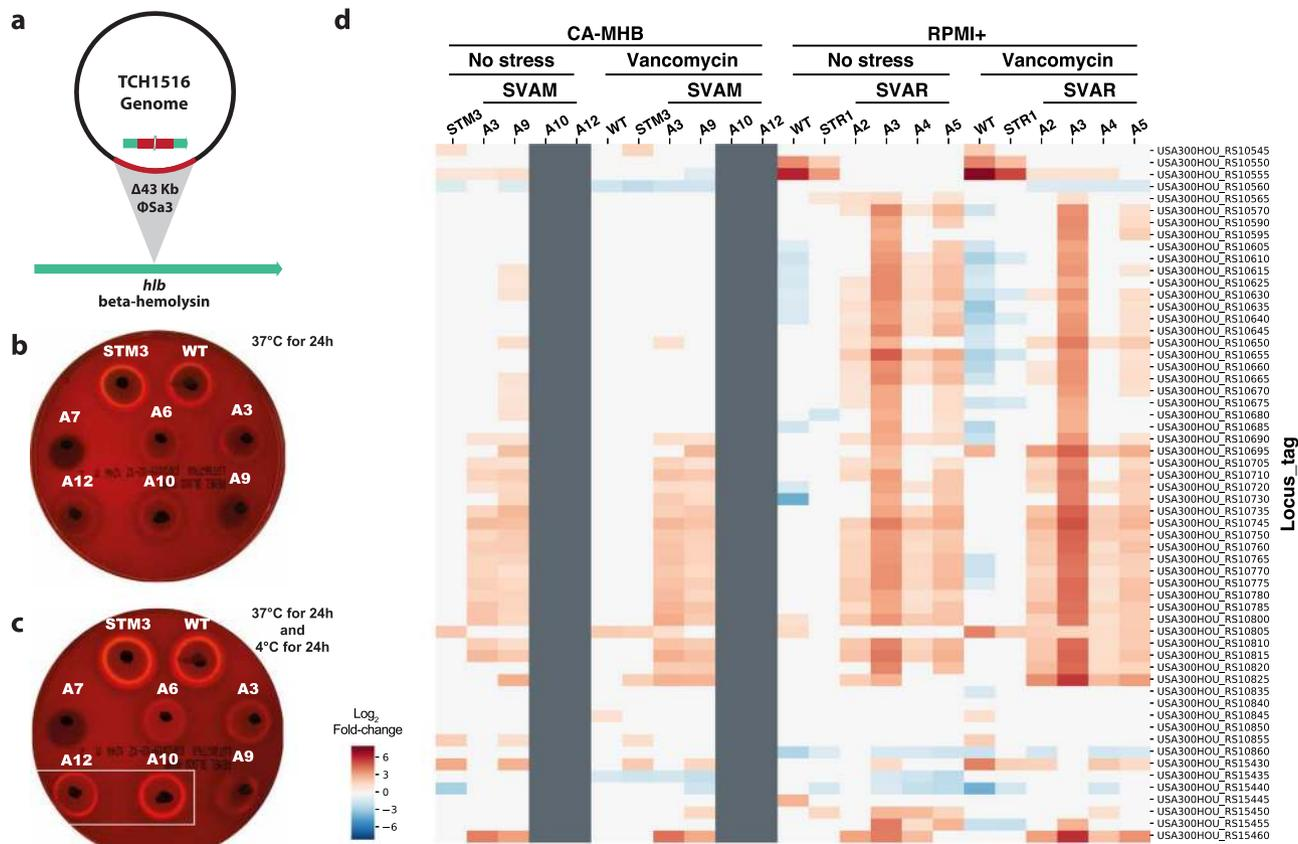 a
TCH1516
Genome
Δ43 Kb
ΦSa3
hlb
beta-hemolysin
b
37°C for 24h
STM3 WT
A7 A6 A3
A12 A10 A9
c
37°C for 24h
and
4°C for 24h
STM3 WT
A7 A6 A3
A12 A10 A9
d
CA-MHB RPMI+
No stress Vancomycin No stress Vancomycin
SVAM SVAM SVAR SVAR
STM3 A3 A9 A10 A12 WT STM3 A3 A9 A10 A12 WT STR1 A2 A3 A4 A5 WT STR1 A2 A3 A4 A5
USA300HOU_RS10545
USA300HOU_RS10550
USA300HOU_RS10555
USA300HOU_RS10560
USA300HOU_RS10565
USA300HOU_RS10570
USA300HOU_RS10590
USA300HOU_RS10595
USA300HOU_RS10605
USA300HOU_RS10610
USA300HOU_RS10615
USA300HOU_RS10625
USA300HOU_RS10630
USA300HOU_RS10635
USA300HOU_RS10640
USA300HOU_RS10645
USA300HOU_RS10650
USA300HOU_RS10655
USA300HOU_RS10660
USA300HOU_RS10665
USA300HOU_RS10670
USA300HOU_RS10675
USA300HOU_RS10680
USA300HOU_RS10685
USA300HOU_RS10690
USA300HOU_RS10695
USA300HOU_RS10705
USA300HOU_RS10710
USA300HOU_RS10720
USA300HOU_RS10730
USA300HOU_RS10735
USA300HOU_RS10745
USA300HOU_RS10750
USA300HOU_RS10760
USA300HOU_RS10765
USA300HOU_RS10770
USA300HOU_RS10775
USA300HOU_RS10780
USA300HOU_RS10785
USA300HOU_RS10800
USA300HOU_RS10805
USA300HOU_RS10810
USA300HOU_RS10815
USA300HOU_RS10820
USA300HOU_RS10825
USA300HOU_RS10835
USA300HOU_RS10840
USA300HOU_RS10845
USA300HOU_RS10850
USA300HOU_RS10855
USA300HOU_RS10860
USA300HOU_RS15430
USA300HOU_RS15435
USA300HOU_RS15440
USA300HOU_RS15445
USA300HOU_RS15450
USA300HOU_RS15455
USA300HOU_RS15460
Locus_tag
Log2
Fold-change
6
3
0
−3
−6